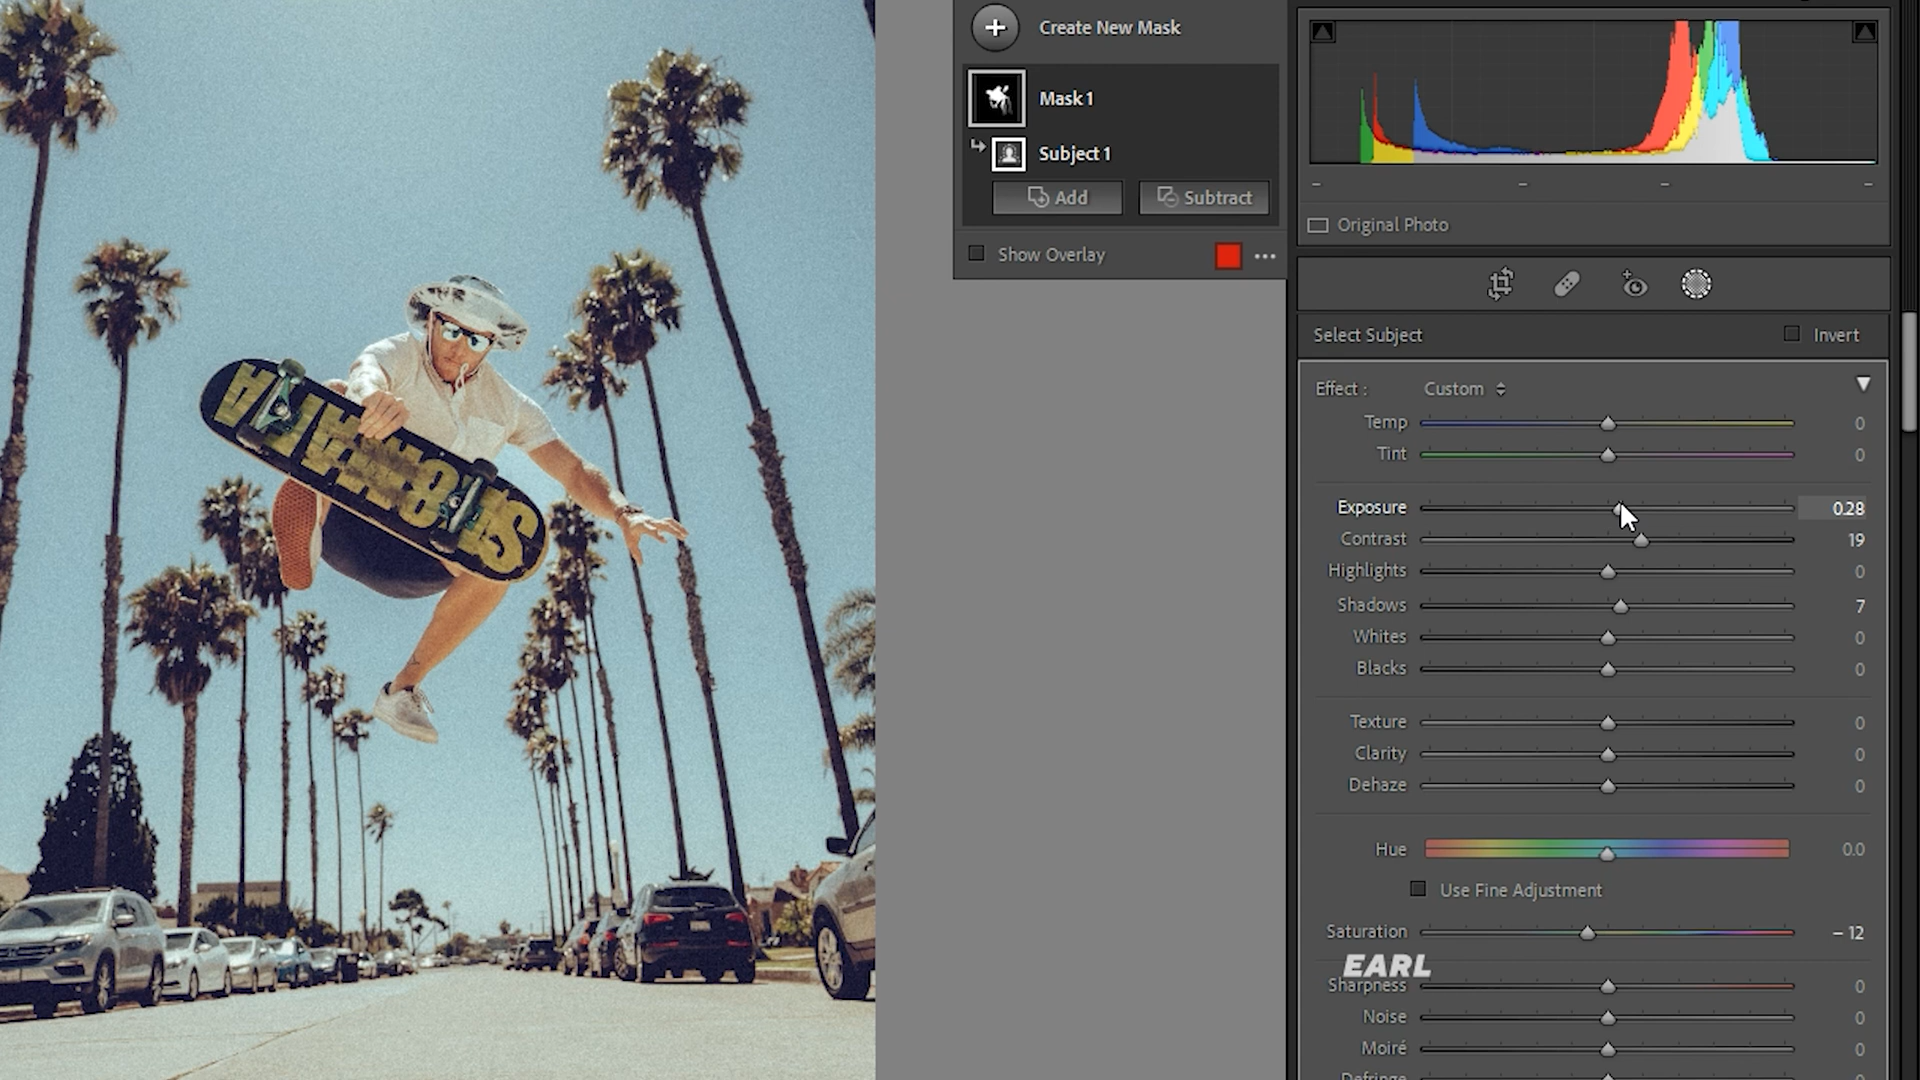 Create New Mask
Mask 1
Subject 1
Add
Subtract
Show Overlay
Original Photo
Select Subject
Invert
Effect : Custom
Temp 0
Tint 0
Exposure 0.28
Contrast 19
Highlights 0
Shadows 7
Whites 0
Blacks 0
Texture 0
Clarity 0
Dehaze 0
Hue 0.0
Use Fine Adjustment
Saturation – 12
EARL
Sharpness 0
Noise 0
Moiré 0
Defringe 0